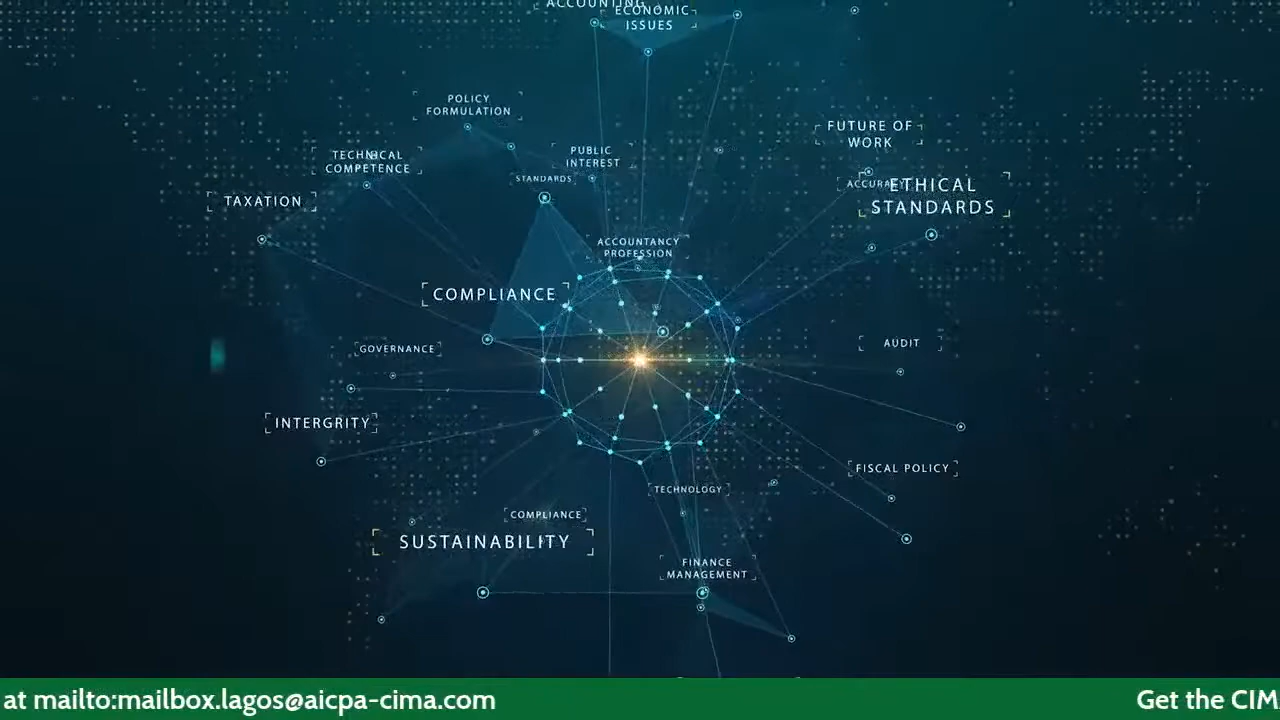 ACCOUNTING
ECONOMIC
ISSUES
POLICY
FORMULATION
FUTURE OF
WORK
PUBLIC
INTEREST
TECHNICAL
COMPETENCE
STANDARDS
ETHICAL
STANDARDS
TAXATION
ACCOUNTANCY
PROFESSION
COMPLIANCE
GOVERNANCE
AUDIT
INTERGRITY
FISCAL POLICY
TECHNOLOGY
COMPLIANCE
SUSTAINABILITY
FINANCE
MANAGEMENT
at mailto:mailbox.lagos@aicpa-cima.com
Get the CIM